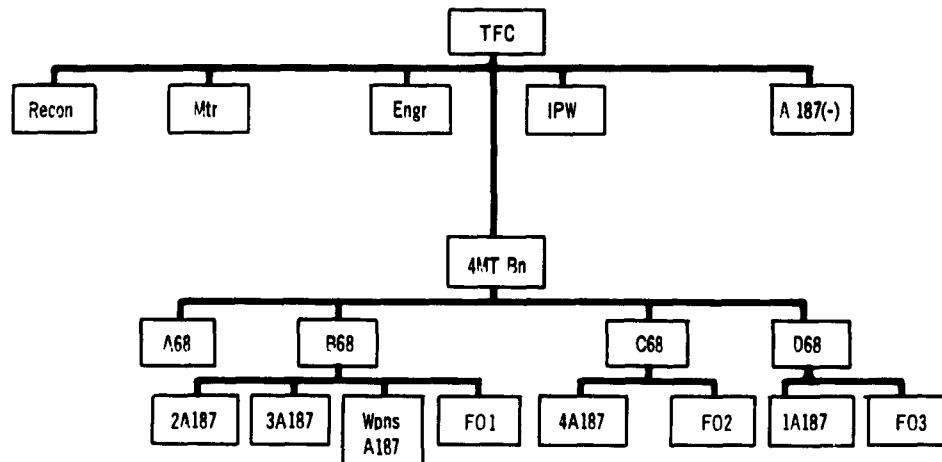 TFC
Recon
Mtr
Engr
IPW
A 187(-)
4MT Bn
A68
B68
C68
D68
2A187
3A187
Wpns
A187
FO1
4A187
FO2
1A187
FO3